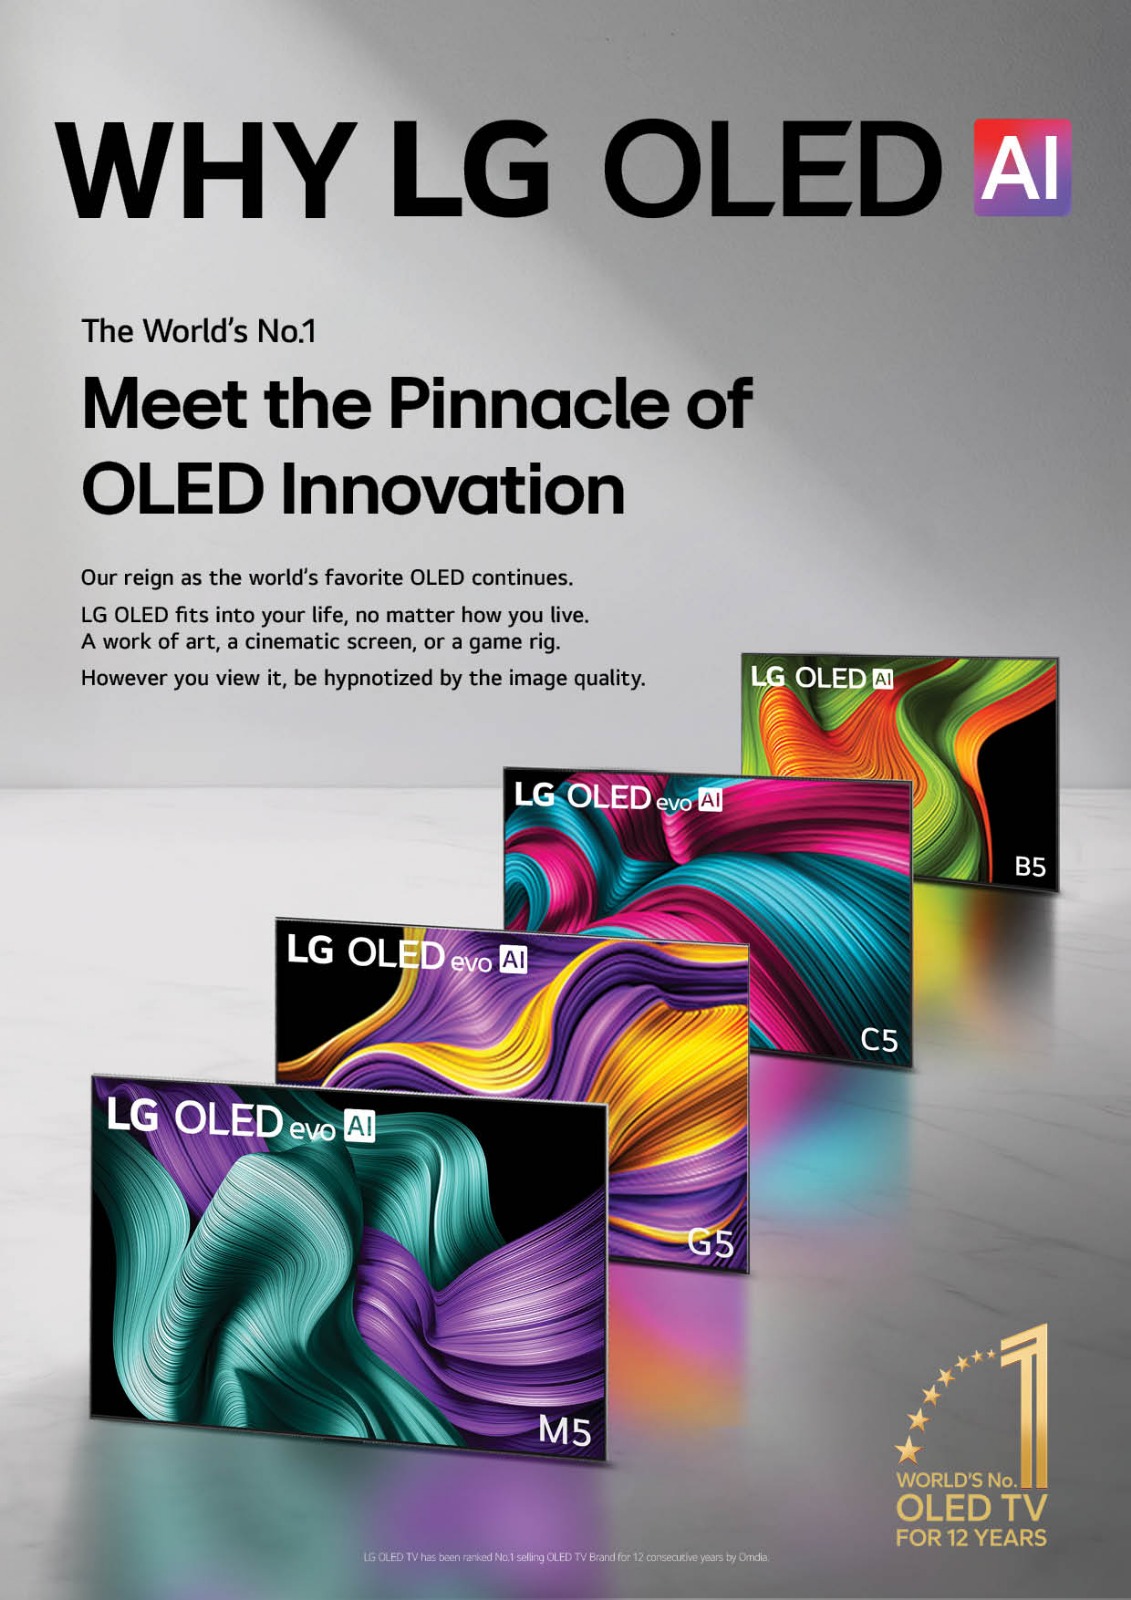 WHY LG OLED AI
The World's No.1
Meet the Pinnacle of
OLED Innovation
Our reign as the world's favorite OLED continues.
LG OLED fits into your life, no matter how you live.
A work of art, a cinematic screen, or a game rig.
However you view it, be hypnotized by the image quality.
LG OLED AI
B5
LG OLED evo AI
C5
LG OLED evo AI
G5
LG OLED evo AI
M5
1
WORLD'S No.
OLED TV
FOR 12 YEARS
LG OLED TV has been ranked No.1 selling OLED TV Brand for 12 consecutive years by Omdia.